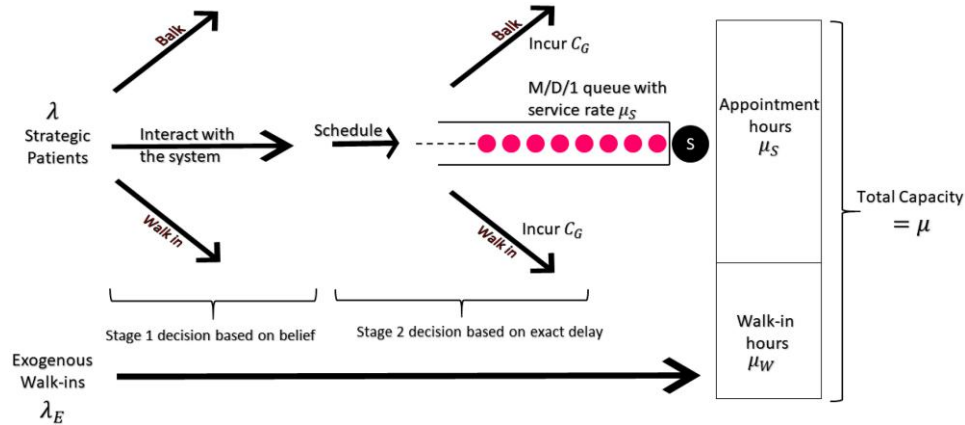 Balk
λ
Strategic
Patients
Interact with
the system
Walk in
Schedule
Balk
Incur C_G
M/D/1 queue with
service rate μ_S
S
Walk in
Incur C_G
Appointment
hours
μ_S
Walk-in
hours
μ_W
Total Capacity
= μ
Stage 1 decision based on belief
Stage 2 decision based on exact delay
Exogenous
Walk-ins
λ_E